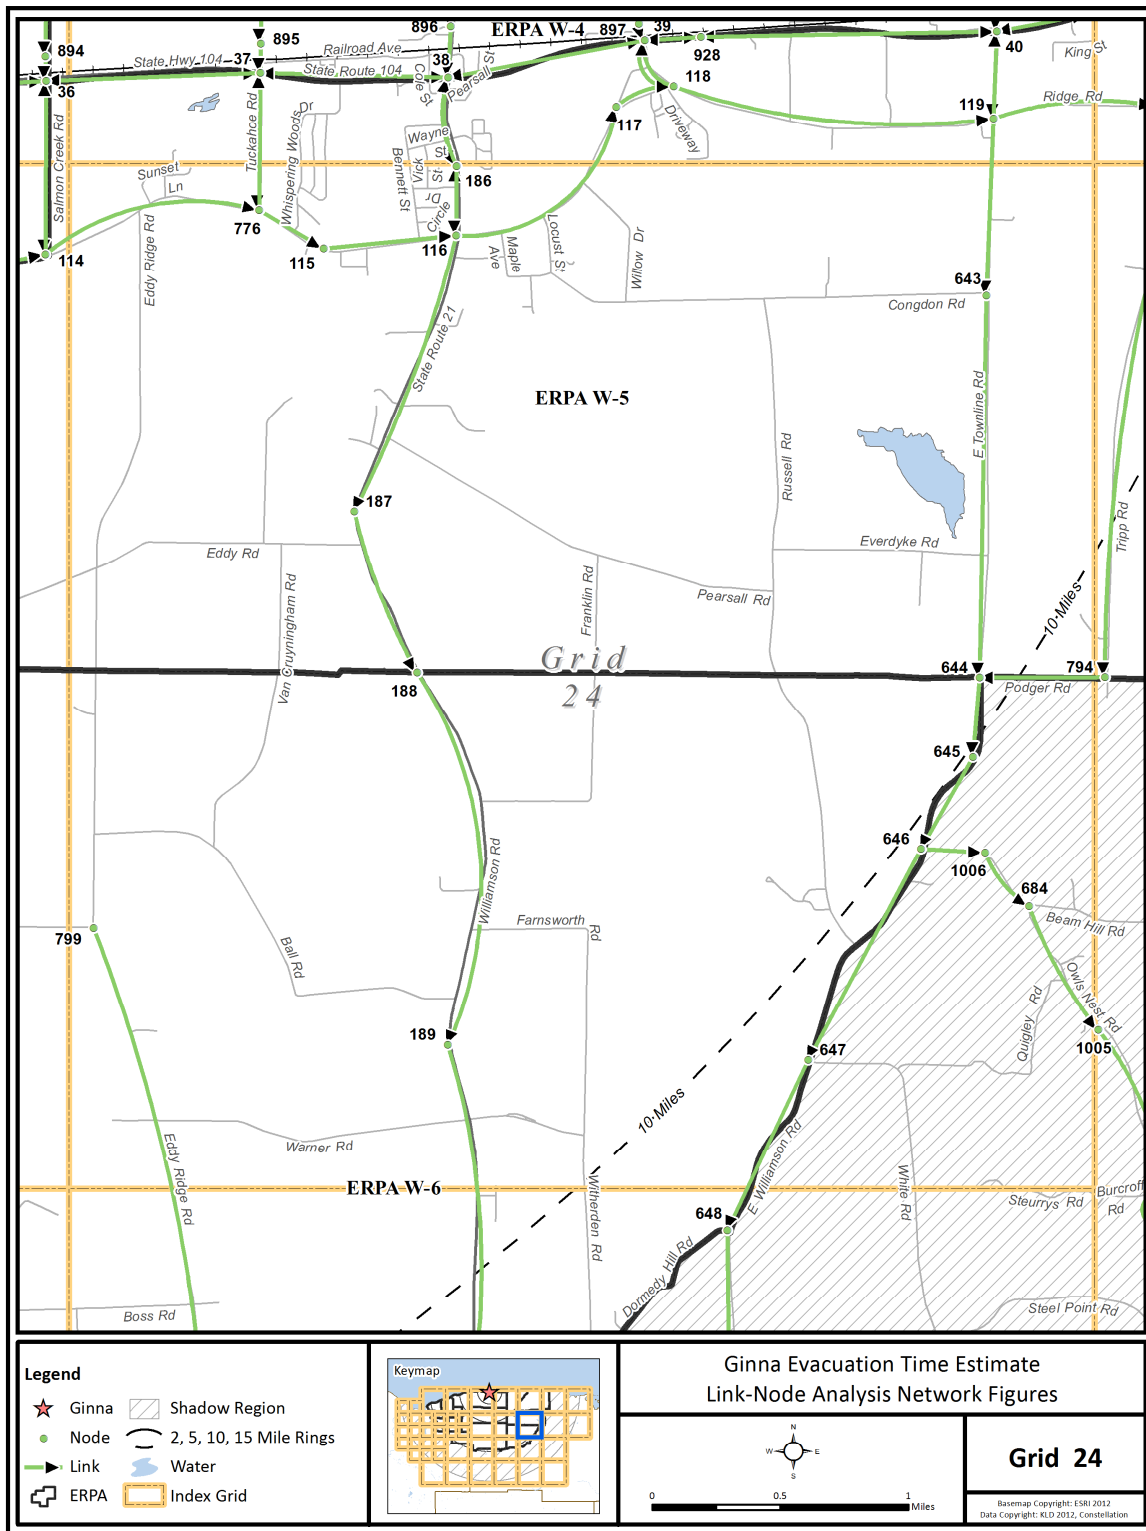 896
ERPA W-4
897
39
895
894
37
Railroad Ave
928
40
King St
State Hwy 104
State Route 104
38
Cole St
Pearsall St
36
118
Ridge Rd
119
117
Driveway
Salmon Creek Rd
Tuckahoe Rd
Whispering Woods Dr
Wayne St
Bennett St
Vick St
Circle Dr
186
Sunset Ln
776
115
116
114
Eddy Ridge Rd
Maple Ave
Locust St
Willow Dr
643
Congdon Rd
State Route 21
E Townline Rd
ERPA W-5
Russell Rd
187
Tripp Rd
Eddy Rd
Everdyke Rd
Van Cruyningham Rd
Franklin Rd
Pearsall Rd
10 Miles
Grid
24
644
794
Podger Rd
188
645
646
1006
684
Beam Hill Rd
Williamson Rd
Farnsworth Rd
799
Ball Rd
Owls Nest Rd
Quigley Rd
1005
189
647
10 Miles
Warner Rd
Eddy Ridge Rd
E Williamson Rd
White Rd
ERPA W-6
Witherden Rd
Steurrys Rd
Burcroff Rd
648
Dormedy Hill Rd
Boss Rd
Steel Point Rd
Legend
Ginna
Shadow Region
Node
2, 5, 10, 15 Mile Rings
Link
Water
ERPA
Index Grid
Keymap
Ginna Evacuation Time Estimate
Link-Node Analysis Network Figures
N
W
E
S
0
0.5
1
Miles
Grid 24
Basemap Copyright: ESRI 2012
Data Copyright: KLD 2012, Constellation